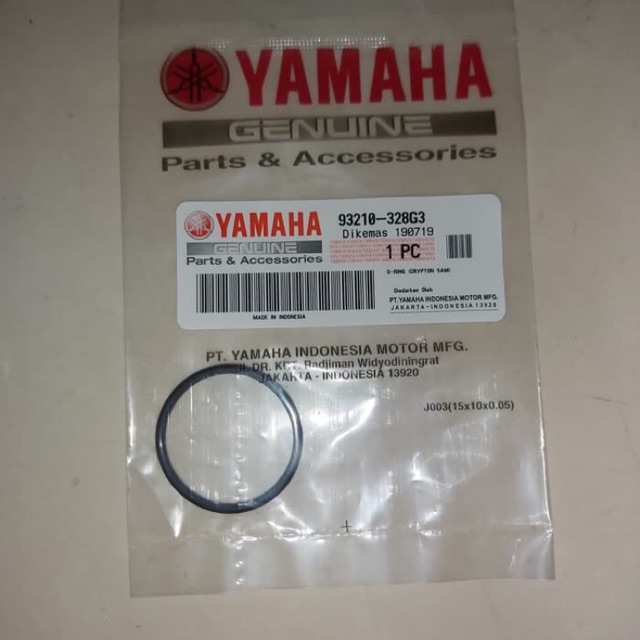 YAMAHA
GENUINE
Parts & Accessories
YAMAHA
GENUINE
Parts & Accessories
93210-328G3
Dikemas 190719
1 PC
O-RING (CRYPTON 5AM)
Diedarkan Oleh
PT.YAMAHA INDONESIA MOTOR MFG.
JAKARTA-INDONESIA 13920
MADE IN INDONESIA
PT. YAMAHA INDONESIA MOTOR MFG.
Jl. DR. KRT. Radjiman Widyodiningrat
JAKARTA - INDONESIA 13920
J003(15x10x0.05)